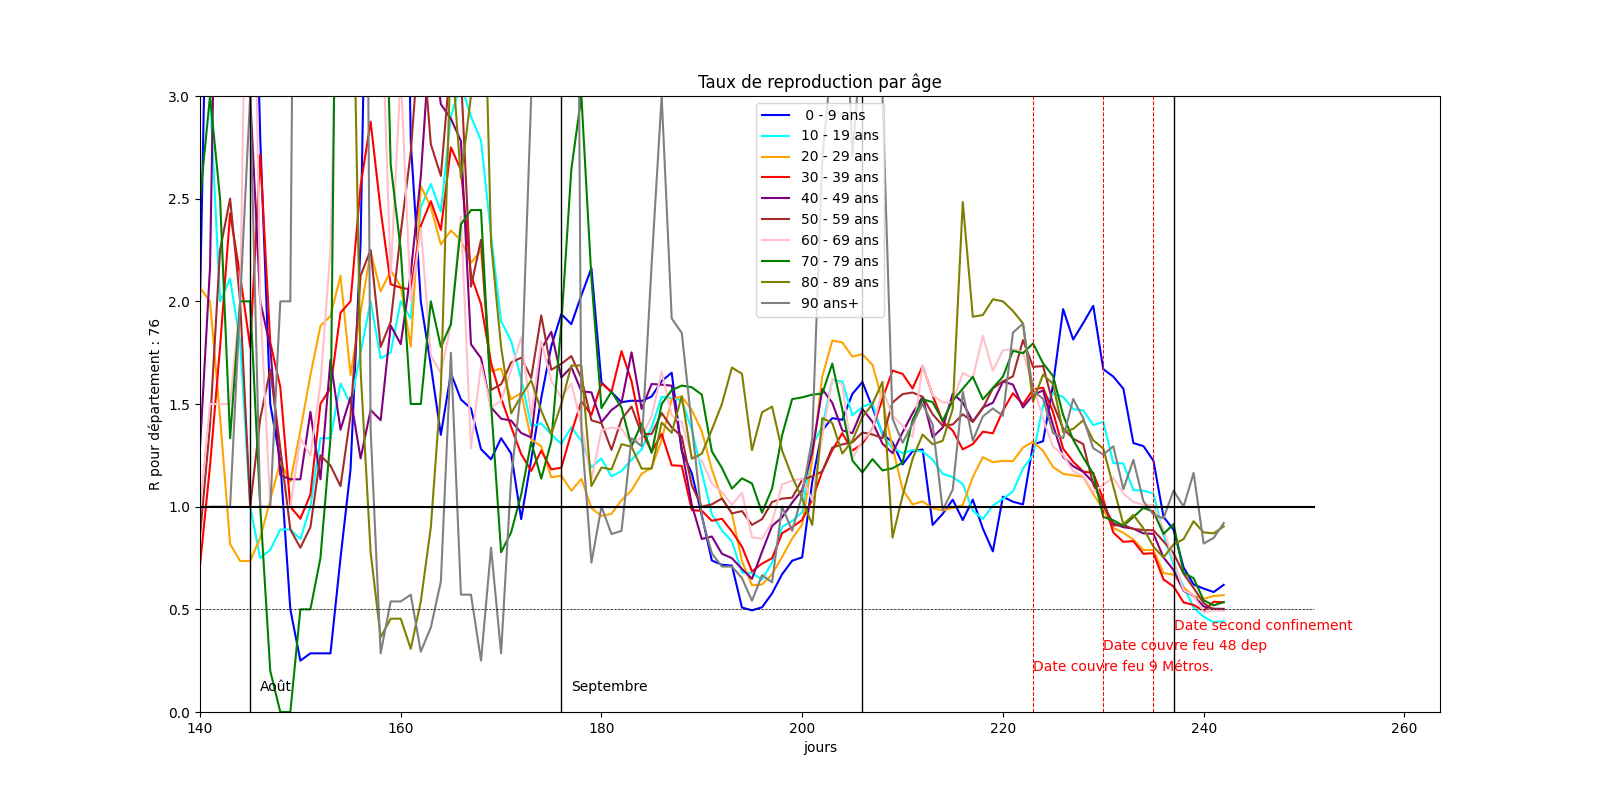 Taux de reproduction par âge
3.0
2.5
2.0
1.5
1.0
0.5
0.0
R pour département : 76
0 - 9 ans
10 - 19 ans
20 - 29 ans
30 - 39 ans
40 - 49 ans
50 - 59 ans
60 - 69 ans
70 - 79 ans
80 - 89 ans
90 ans+
Date second confinement
Date couvre feu 48 dep
Date couvre feu 9 Métros.
Août
Septembre
140
160
180
200
220
240
260
jours